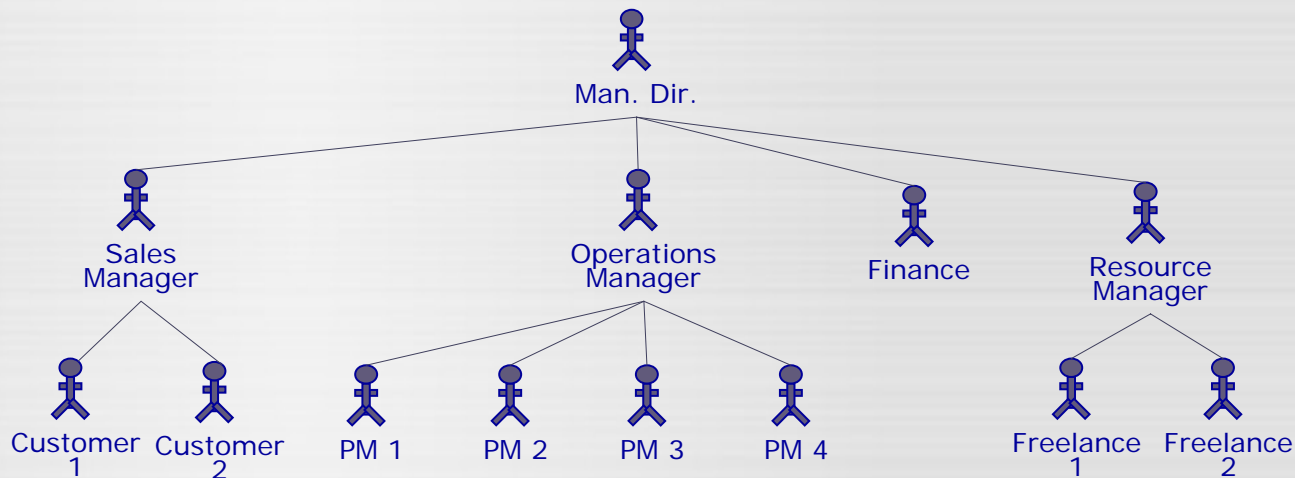 Man. Dir.
Sales
Manager
Operations
Manager
Finance
Resource
Manager
Customer
1
Customer
2
PM 1
PM 2
PM 3
PM 4
Freelance
1
Freelance
2